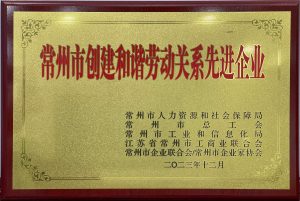 常州市创建和谐劳动关系先进企业
常州市人力资源和社会保障局
常州市总工会
常州市工业和信息化局
江苏省常州市工商业联合会
常州市企业联合会/常州市企业家协会
二〇二三年十二月